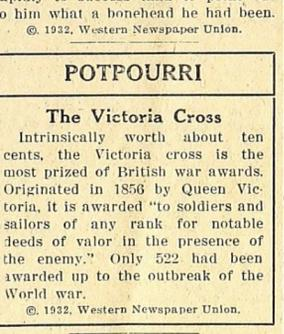 o him what a bonehead he had been.
©. 1932, Western Newspaper Union.
POTPOURRI
The Victoria Cross
Intrinsically worth about ten
cents, the Victoria cross is the
most prized of British war awards.
Originated in 1856 by Queen Vic-
toria, it is awarded "to soldiers and
sailors of any rank for notable
deeds of valor in the presence of
the enemy." Only 522 had been
awarded up to the outbreak of the
World war.
©. 1932, Western Newspaper Union.